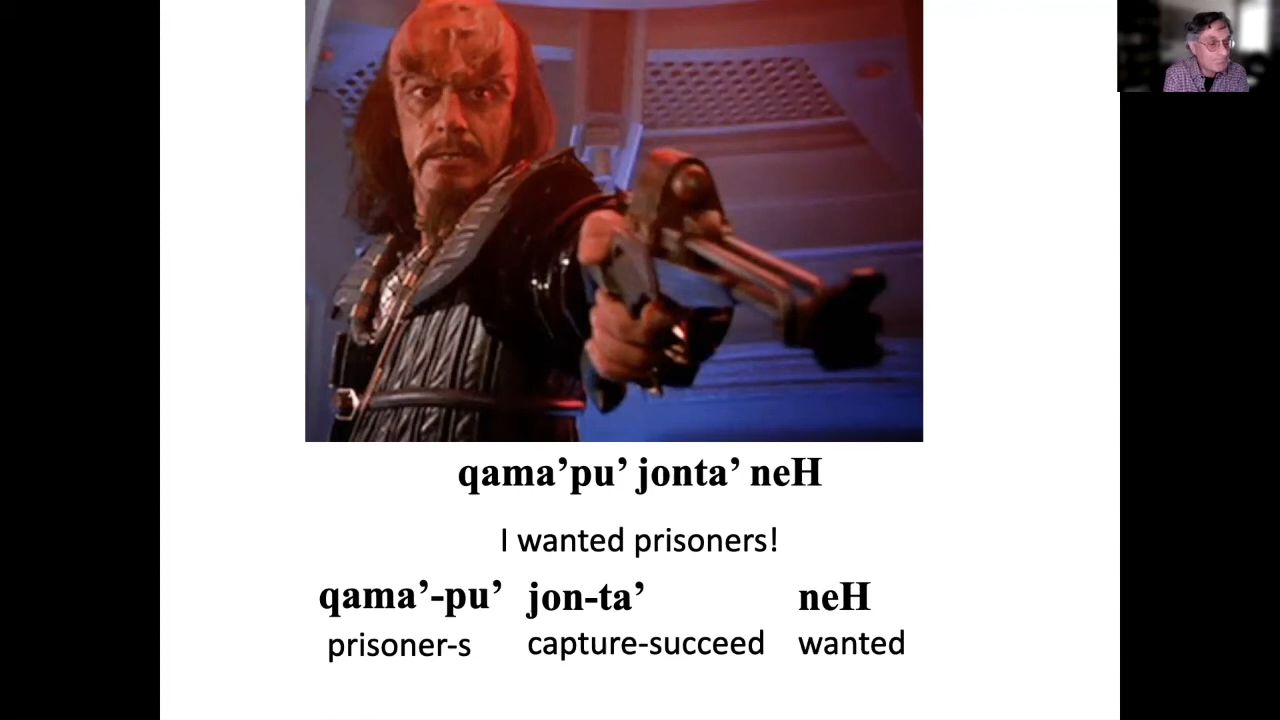 qama’pu’ jonta’ neH
I wanted prisoners!
qama’-pu’ jon-ta’ neH
prisoner-s capture-succeed wanted